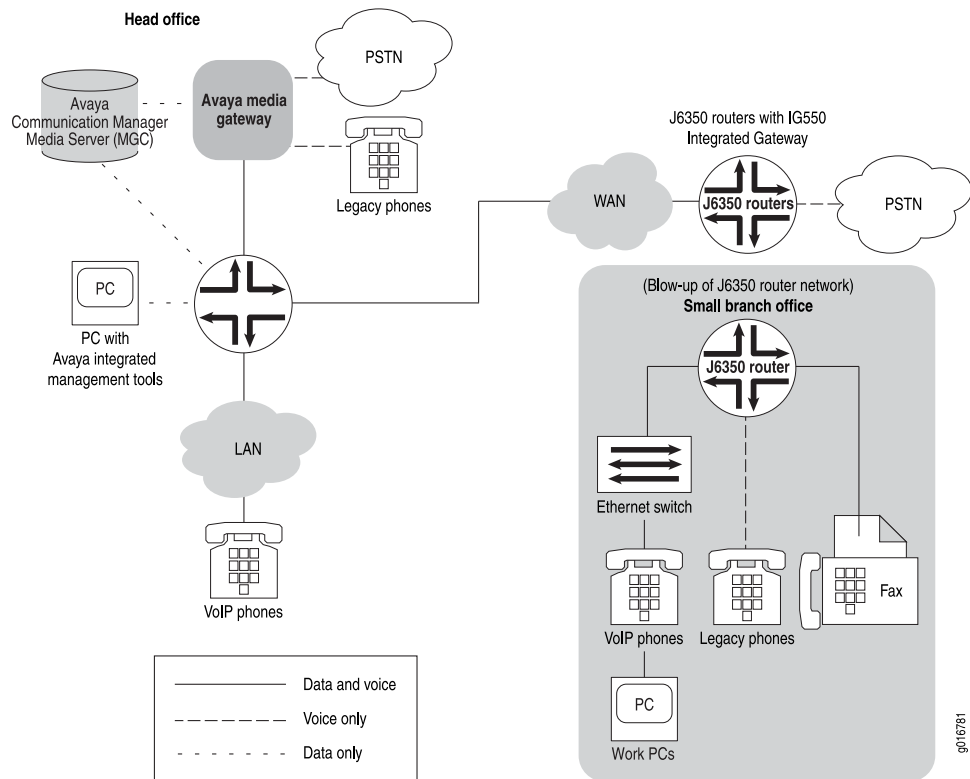 Head office
PSTN
Avaya
Communication Manager
Media Server (MGC)
Avaya media
gateway
Legacy phones
J6350 routers with IG550
Integrated Gateway
WAN
J6350 routers
PSTN
PC
PC with
Avaya integrated
management tools
(Blow-up of J6350 router network)
Small branch office
J6350 router
LAN
Ethernet switch
VoIP phones
VoIP phones
Legacy phones
Fax
PC
Work PCs
Data and voice
Voice only
Data only
g016781